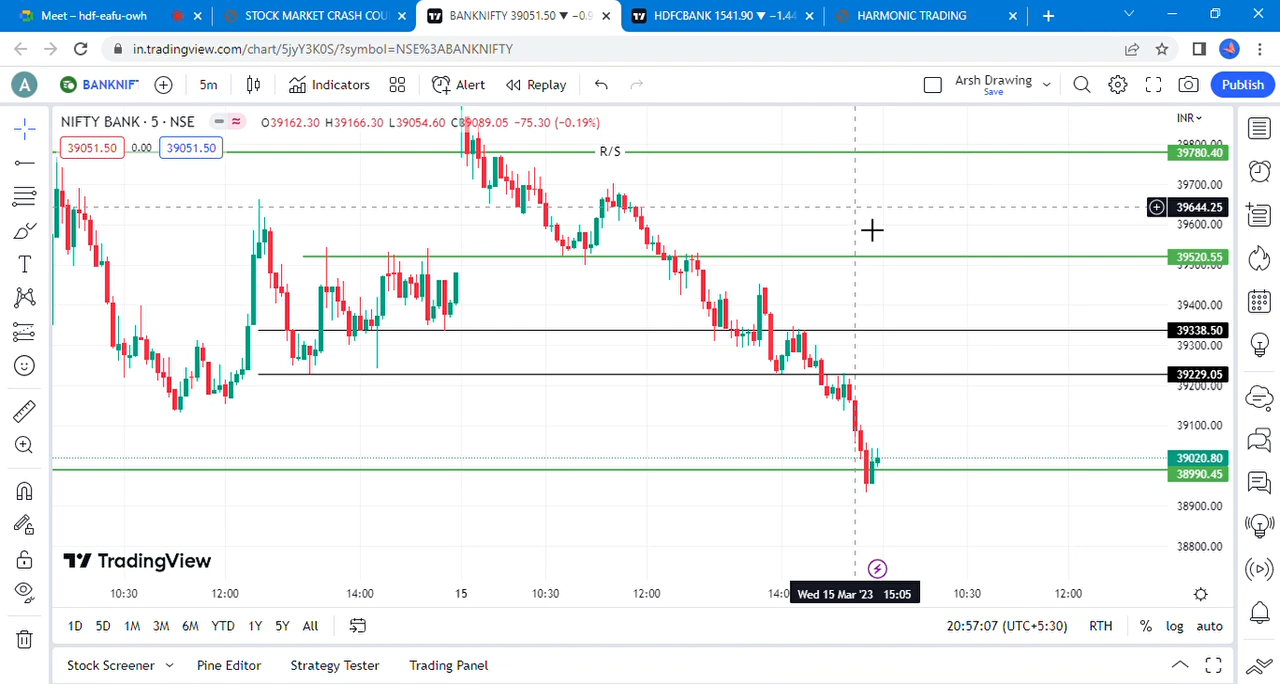 Meet – hdf-eafu-owh
STOCK MARKET CRASH COU
BANKNIFTY 39051.50 ▼ −0.9
HDFCBANK 1541.90 ▼ −1.44
HARMONIC TRADING
in.tradingview.com/chart/5jyY3K0S/?symbol=NSE%3ABANKNIFTY
A
BANKNIF
5m
Indicators
Alert
Replay
Arsh Drawing
Save
Publish
NIFTY BANK · 5 · NSE
O39162.30 H39166.30 L39054.60 C39089.05 −75.30 (−0.19%)
INR
39051.50
0.00
39051.50
R/S
39800.00
39780.40
39700.00
39644.25
39600.00
39520.55
39500.00
39400.00
39338.50
39300.00
39229.05
39200.00
39100.00
39020.80
38990.45
38900.00
38800.00
TradingView
10:30
12:00
14:00
15
10:30
12:00
14:0
Wed 15 Mar '23 15:05
10:30
12:00
1D 5D 1M 3M 6M YTD 1Y 5Y All
20:57:07 (UTC+5:30)
RTH
%
log
auto
Stock Screener
Pine Editor
Strategy Tester
Trading Panel